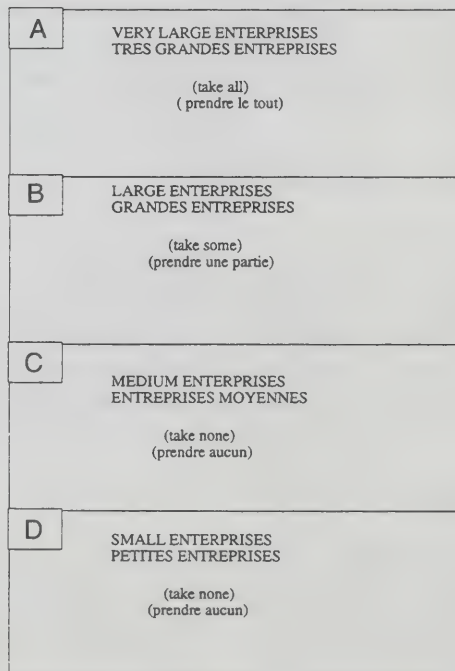 A
VERY LARGE ENTERPRISES
TRES GRANDES ENTREPRISES
(take all)
( prendre le tout)
B
LARGE ENTERPRISES
GRANDES ENTREPRISES
(take some)
(prendre une partie)
C
MEDIUM ENTERPRISES
ENTREPRISES MOYENNES
(take none)
(prendre aucun)
D
SMALL ENTERPRISES
PETITES ENTREPRISES
(take none)
(prendre aucun)